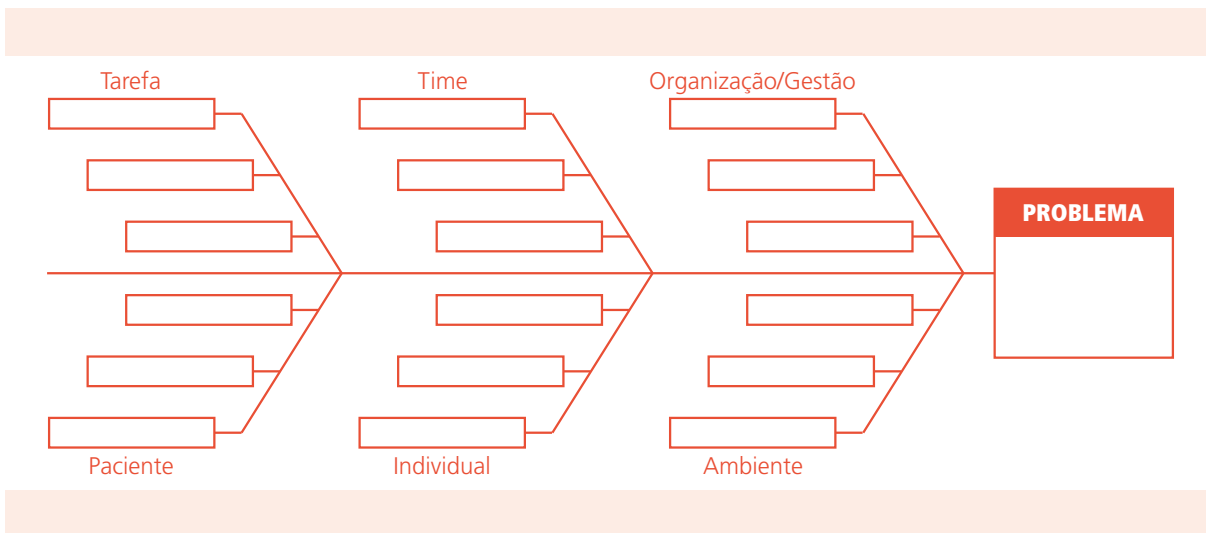 Tarefa
Time
Organização/Gestão
PROBLEMA
Paciente
Individual
Ambiente